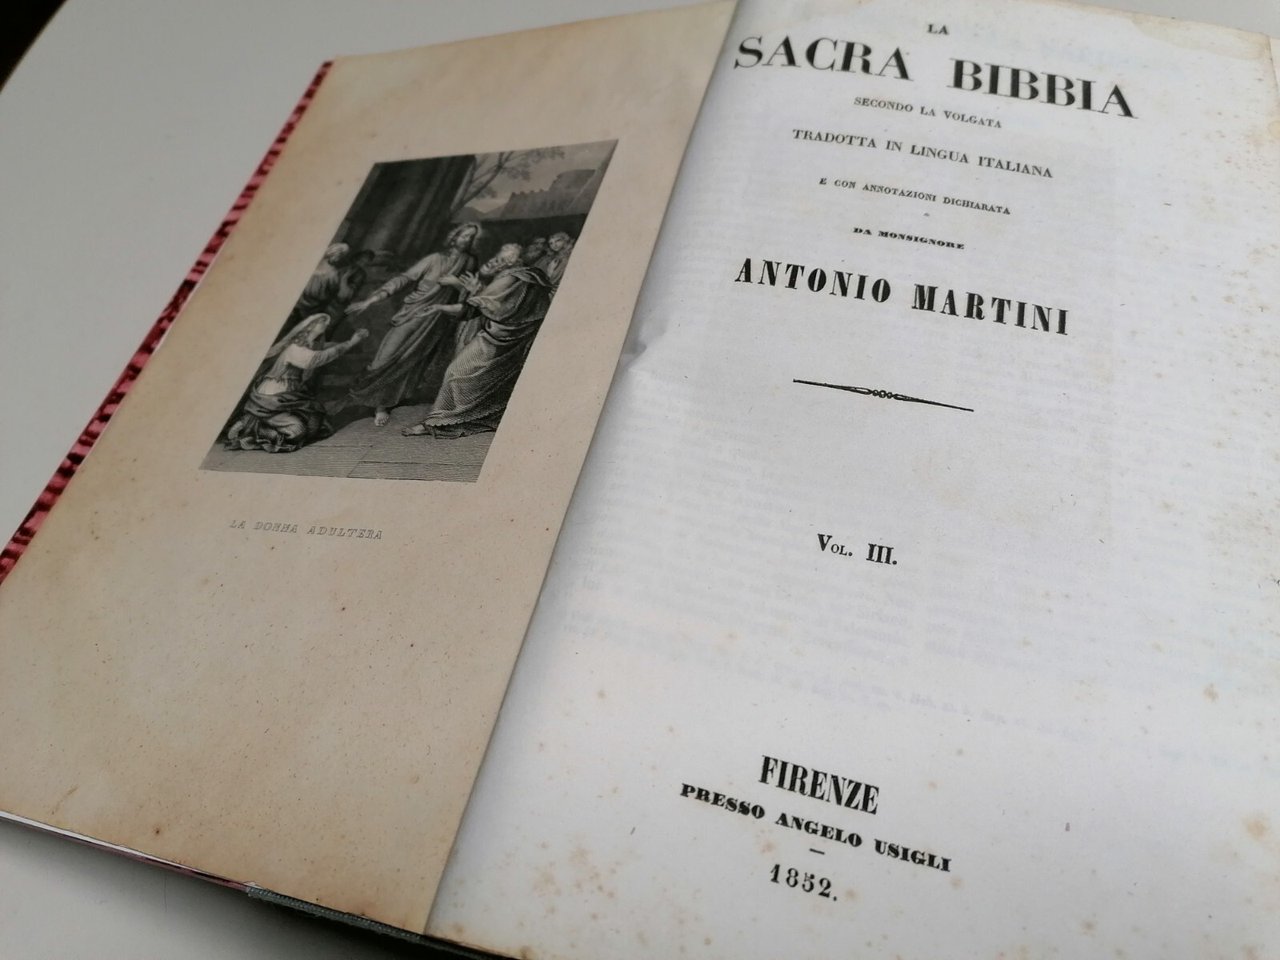 LA DONNA ADULTERA
LA
SACRA BIBBIA
SECONDO LA VOLGATA
TRADOTTA IN LINGUA ITALIANA
E CON ANNOTAZIONI DICHIARATA
DA MONSIGNORE
ANTONIO MARTINI
VOL. III.
FIRENZE
PRESSO ANGELO USIGLI
1852.